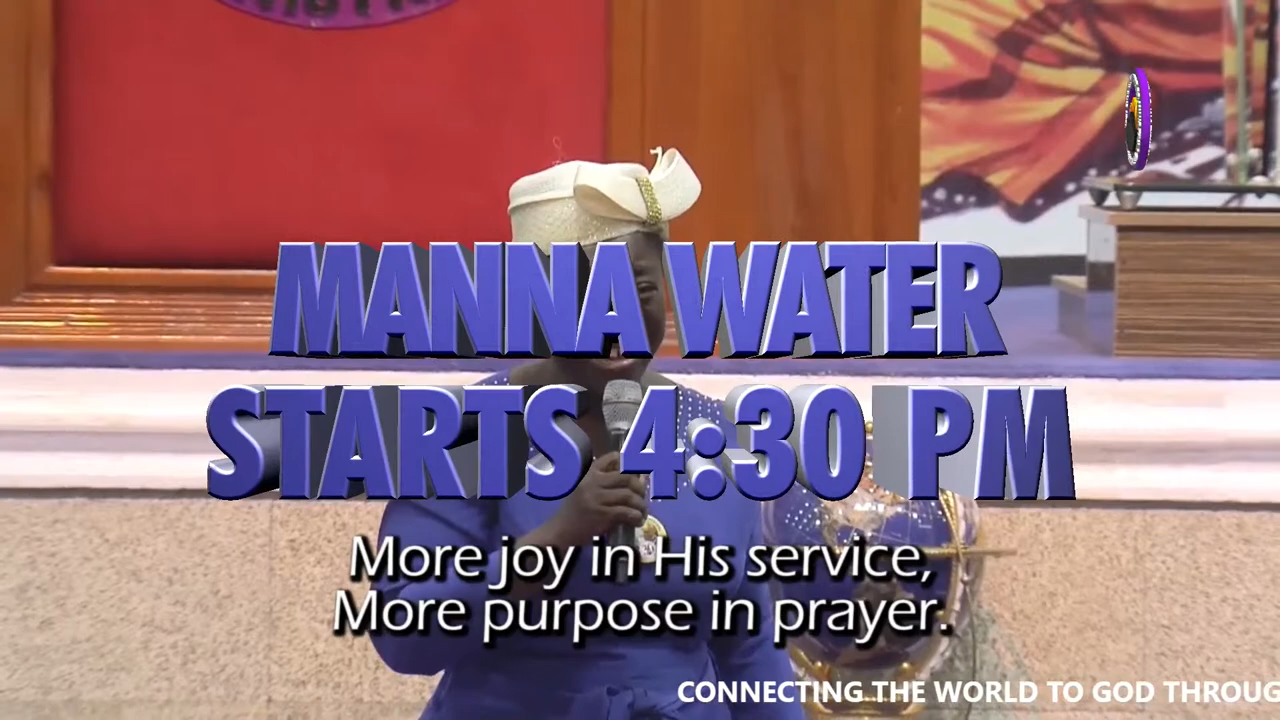 MANNA WATER
STARTS 4:30 PM
More joy in His service,
More purpose in prayer.
CONNECTING THE WORLD TO GOD THROUG